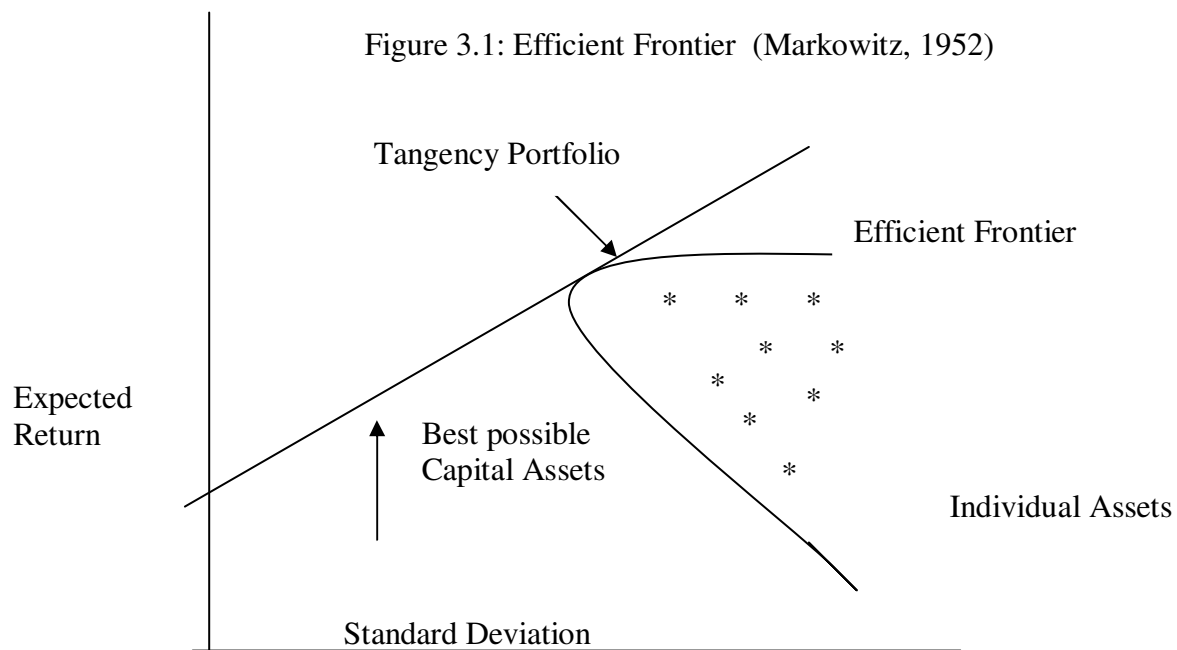 Figure 3.1: Efficient Frontier (Markowitz, 1952)
Tangency Portfolio
Efficient Frontier
* * *
* *
*
*
*
*
Expected
Return
Best possible
Capital Assets
Individual Assets
Standard Deviation